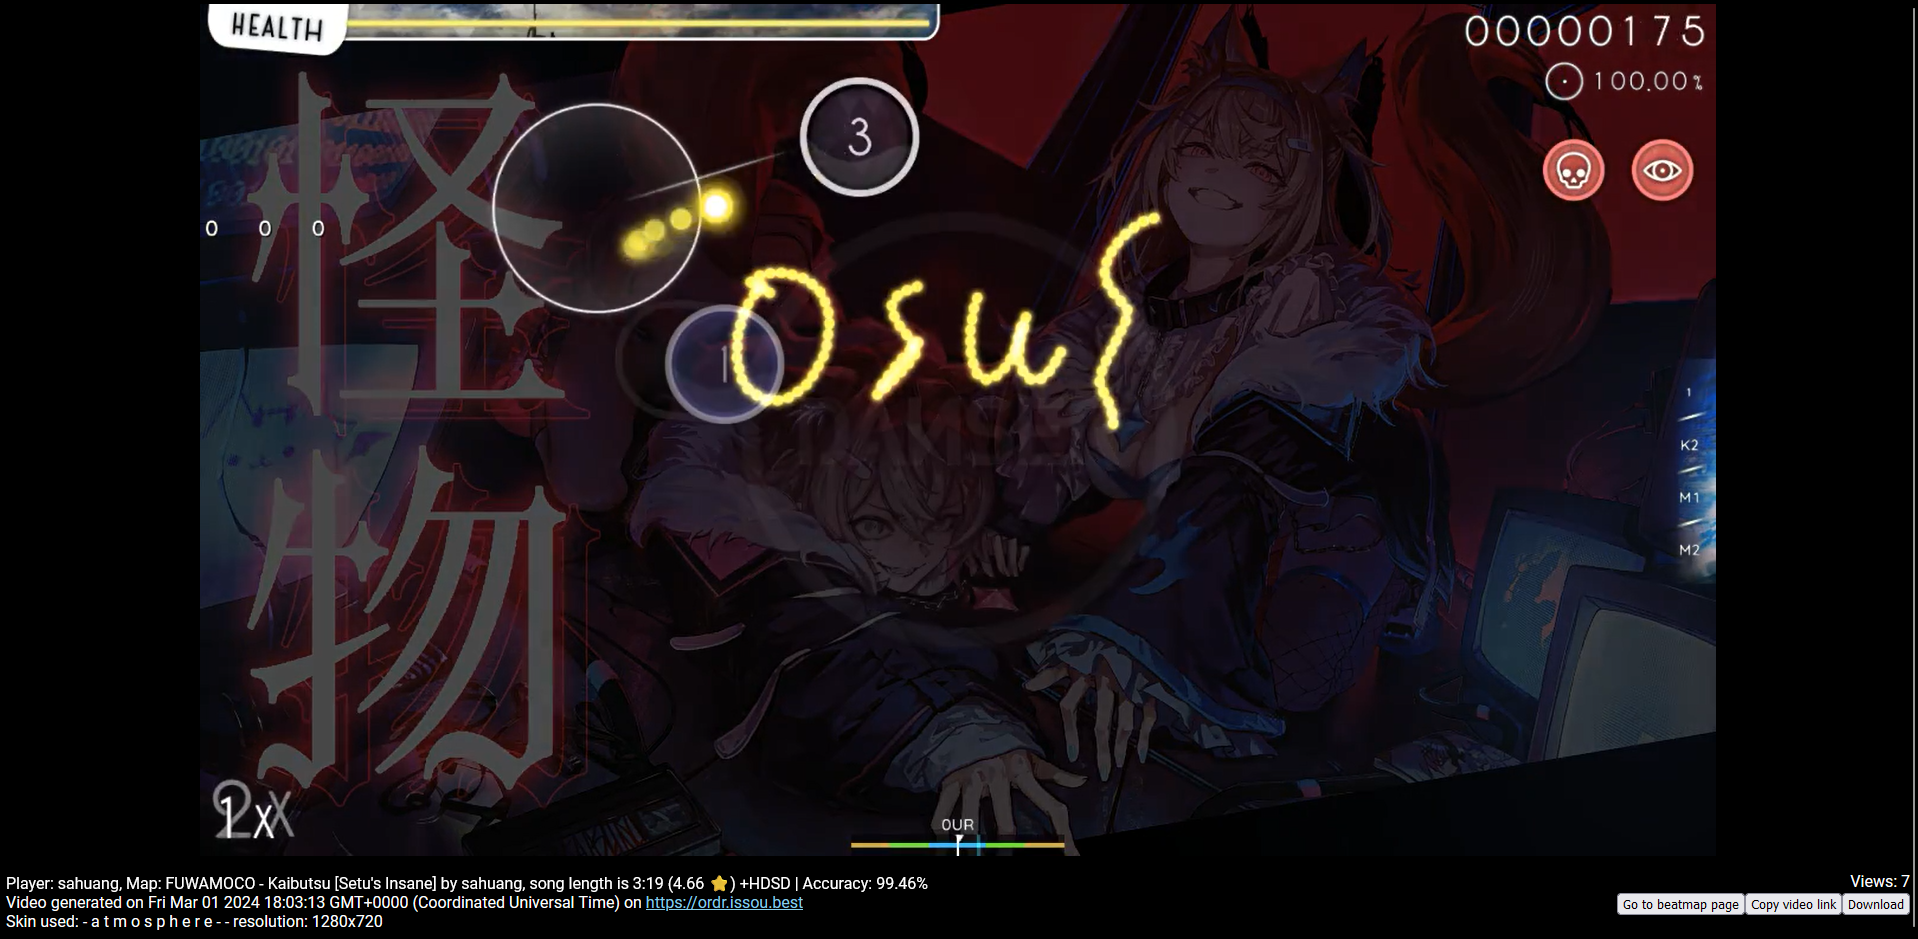 HEALTH
00000175
100.00%
怪物
3
0 0 0
1
osu{
1
K2
M1
M2
1x
OUR
Player: sahuang, Map: FUWAMOCO - Kaibutsu [Setu's Insane] by sahuang, song length is 3:19 (4.66 ⭐) +HDSD | Accuracy: 99.46%
Video generated on Fri Mar 01 2024 18:03:13 GMT+0000 (Coordinated Universal Time) on https://ordr.issou.best
Skin used: - a t m o s p h e r e - - resolution: 1280x720
Views: 7
Go to beatmap page Copy video link Download